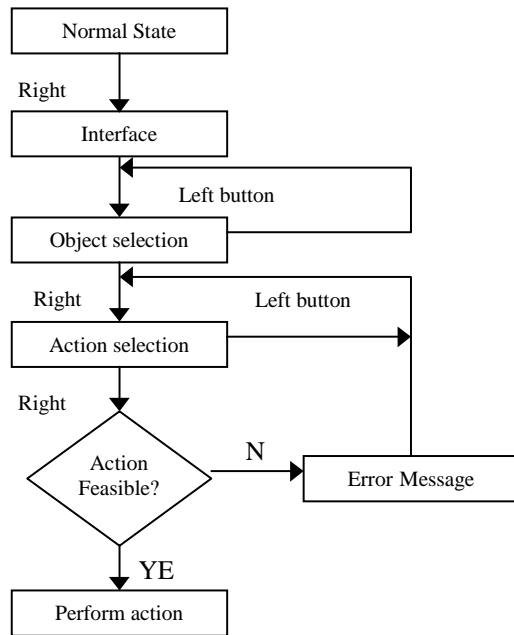 Normal State
Right
Interface
Left button
Object selection
Right
Left button
Action selection
Right
Action
Feasible?
N
Error Message
YE
Perform action